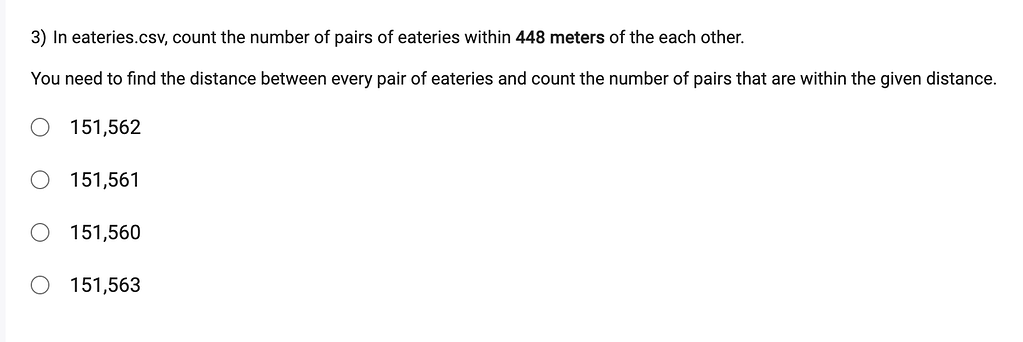 3) In eateries.csv, count the number of pairs of eateries within 448 meters of the each other.
You need to find the distance between every pair of eateries and count the number of pairs that are within the given distance.
151,562
151,561
151,560
151,563